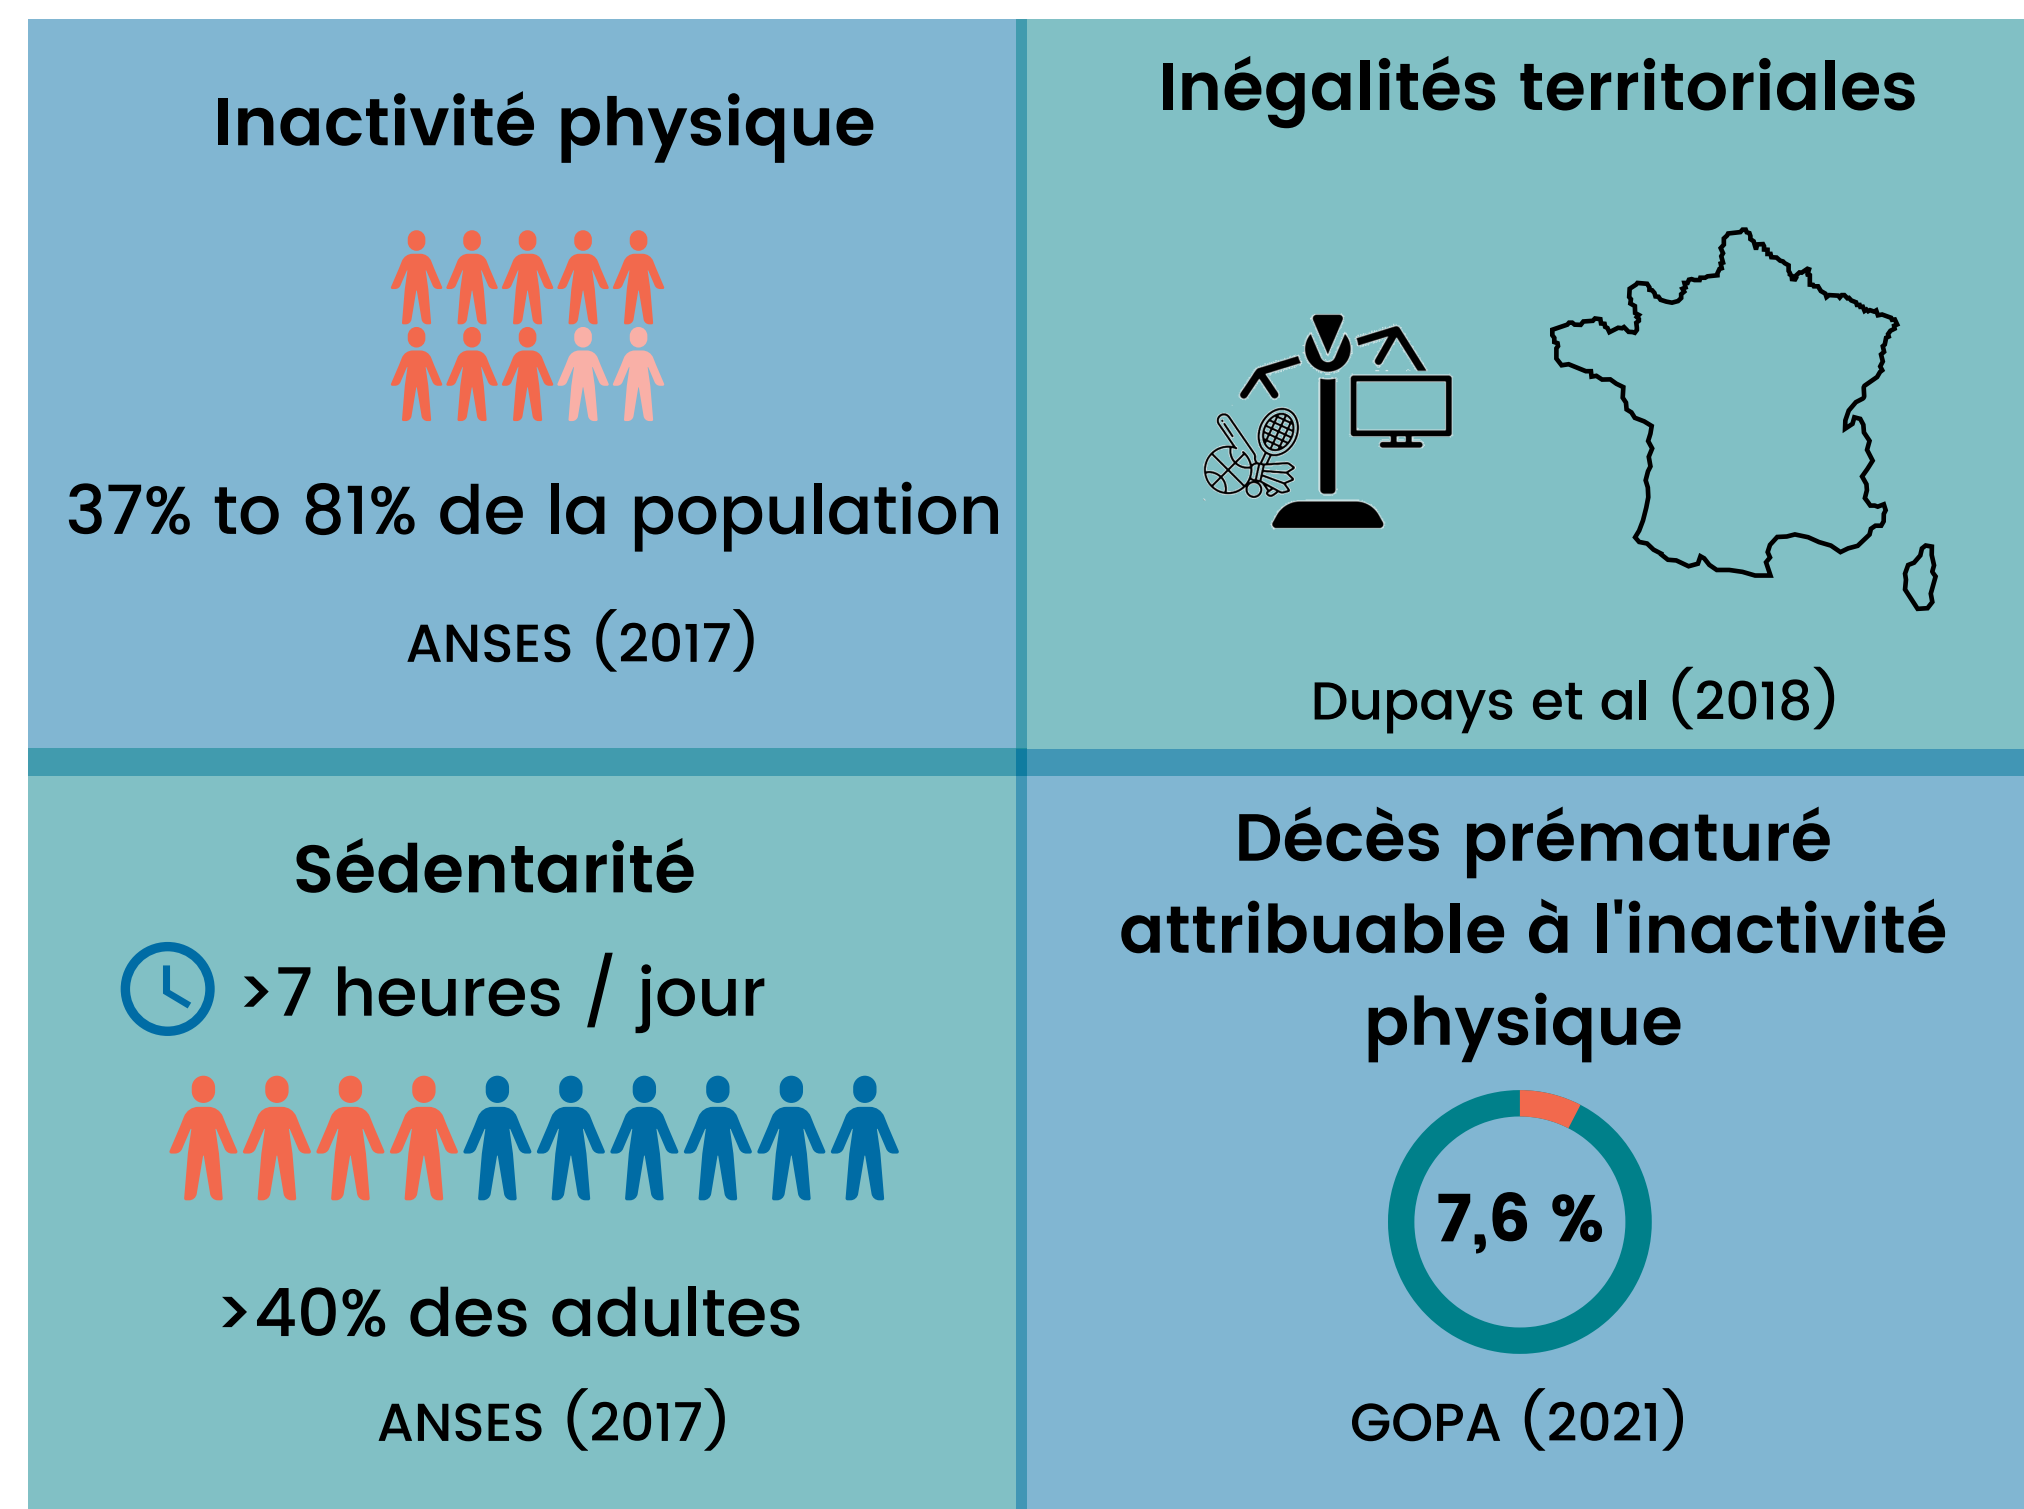 Inactivité physique
37% to 81% de la population
ANSES (2017)
Inégalités territoriales
Dupays et al (2018)
Sédentarité
>7 heures / jour
>40% des adultes
ANSES (2017)
Décès prématuré
attribuable à l'inactivité
physique
7,6 %
GOPA (2021)